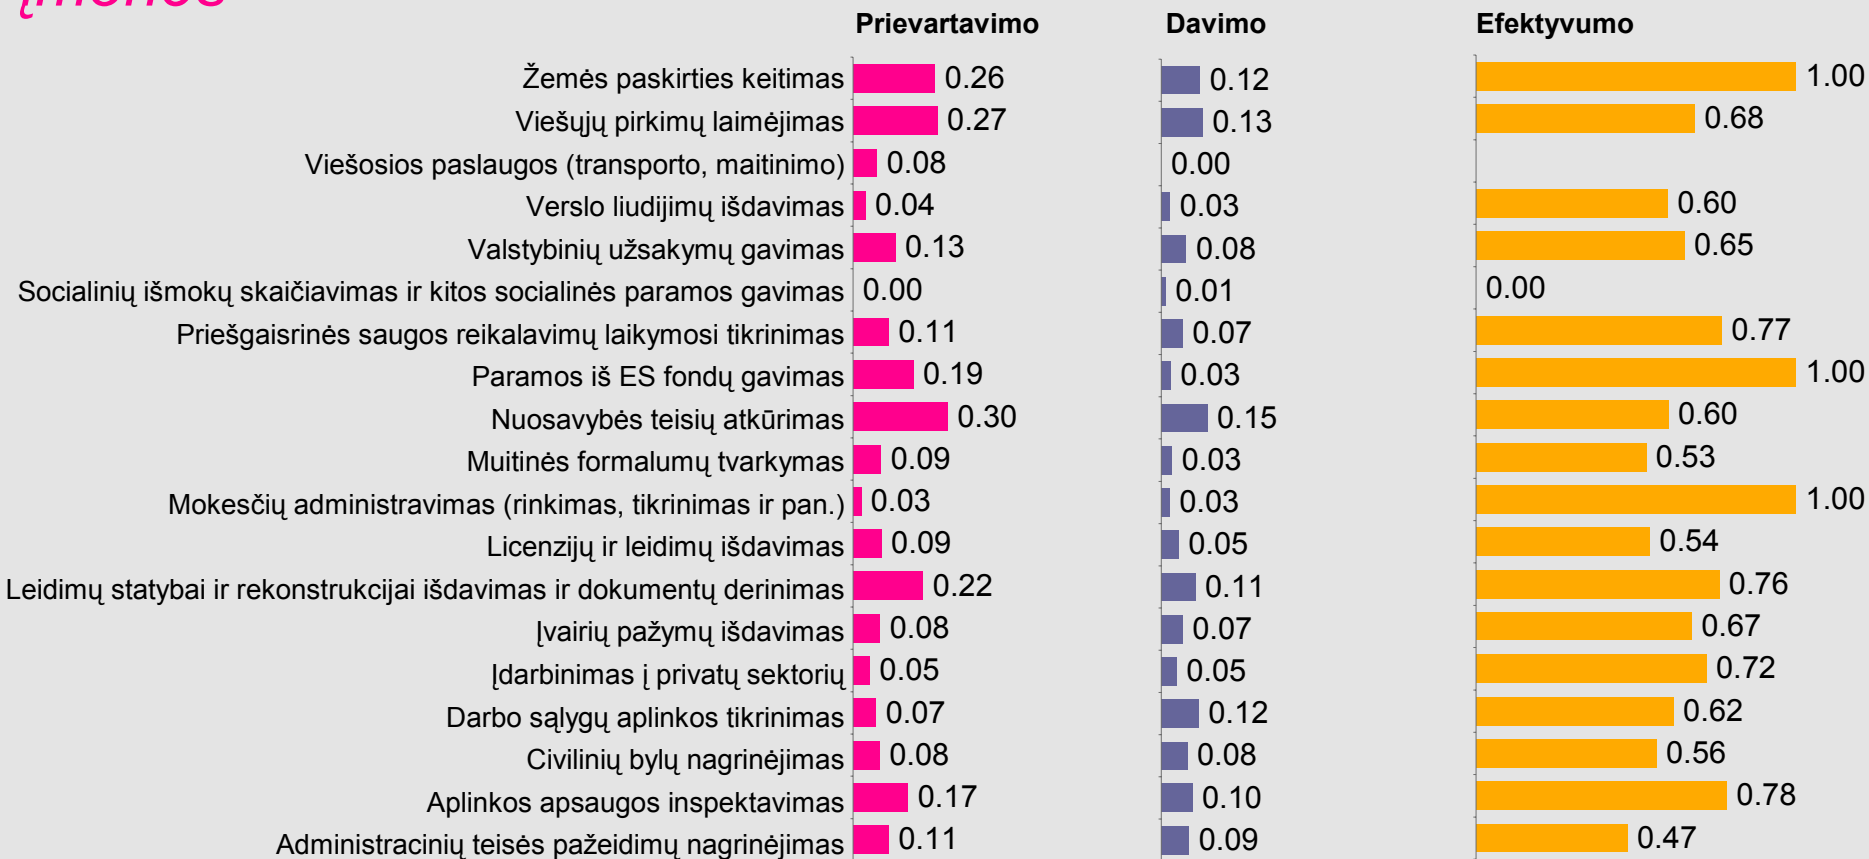 įmonės
Prievartavimo Davimo Efektyvumo
Žemės paskirties keitimas 0.26 0.12 1.00
Viešųjų pirkimų laimėjimas 0.27 0.13 0.68
Viešosios paslaugos (transporto, maitinimo) 0.08 0.00
Verslo liudijimų išdavimas 0.04 0.03 0.60
Valstybinių užsakymų gavimas 0.13 0.08 0.65
Socialinių išmokų skaičiavimas ir kitos socialinės paramos gavimas 0.00 0.01 0.00
Priešgaisrinės saugos reikalavimų laikymosi tikrinimas 0.11 0.07 0.77
Paramos iš ES fondų gavimas 0.19 0.03 1.00
Nuosavybės teisių atkūrimas 0.30 0.15 0.60
Muitinės formalumų tvarkymas 0.09 0.03 0.53
Mokesčių administravimas (rinkimas, tikrinimas ir pan.) 0.03 0.03 1.00
Licenzijų ir leidimų išdavimas 0.09 0.05 0.54
Leidimų statybai ir rekonstrukcijai išdavimas ir dokumentų derinimas 0.22 0.11 0.76
Įvairių pažymų išdavimas 0.08 0.07 0.67
Įdarbinimas į privatų sektorių 0.05 0.05 0.72
Darbo sąlygų aplinkos tikrinimas 0.07 0.12 0.62
Civilinių bylų nagrinėjimas 0.08 0.08 0.56
Aplinkos apsaugos inspektavimas 0.17 0.10 0.78
Administracinių teisės pažeidimų nagrinėjimas 0.11 0.09 0.47